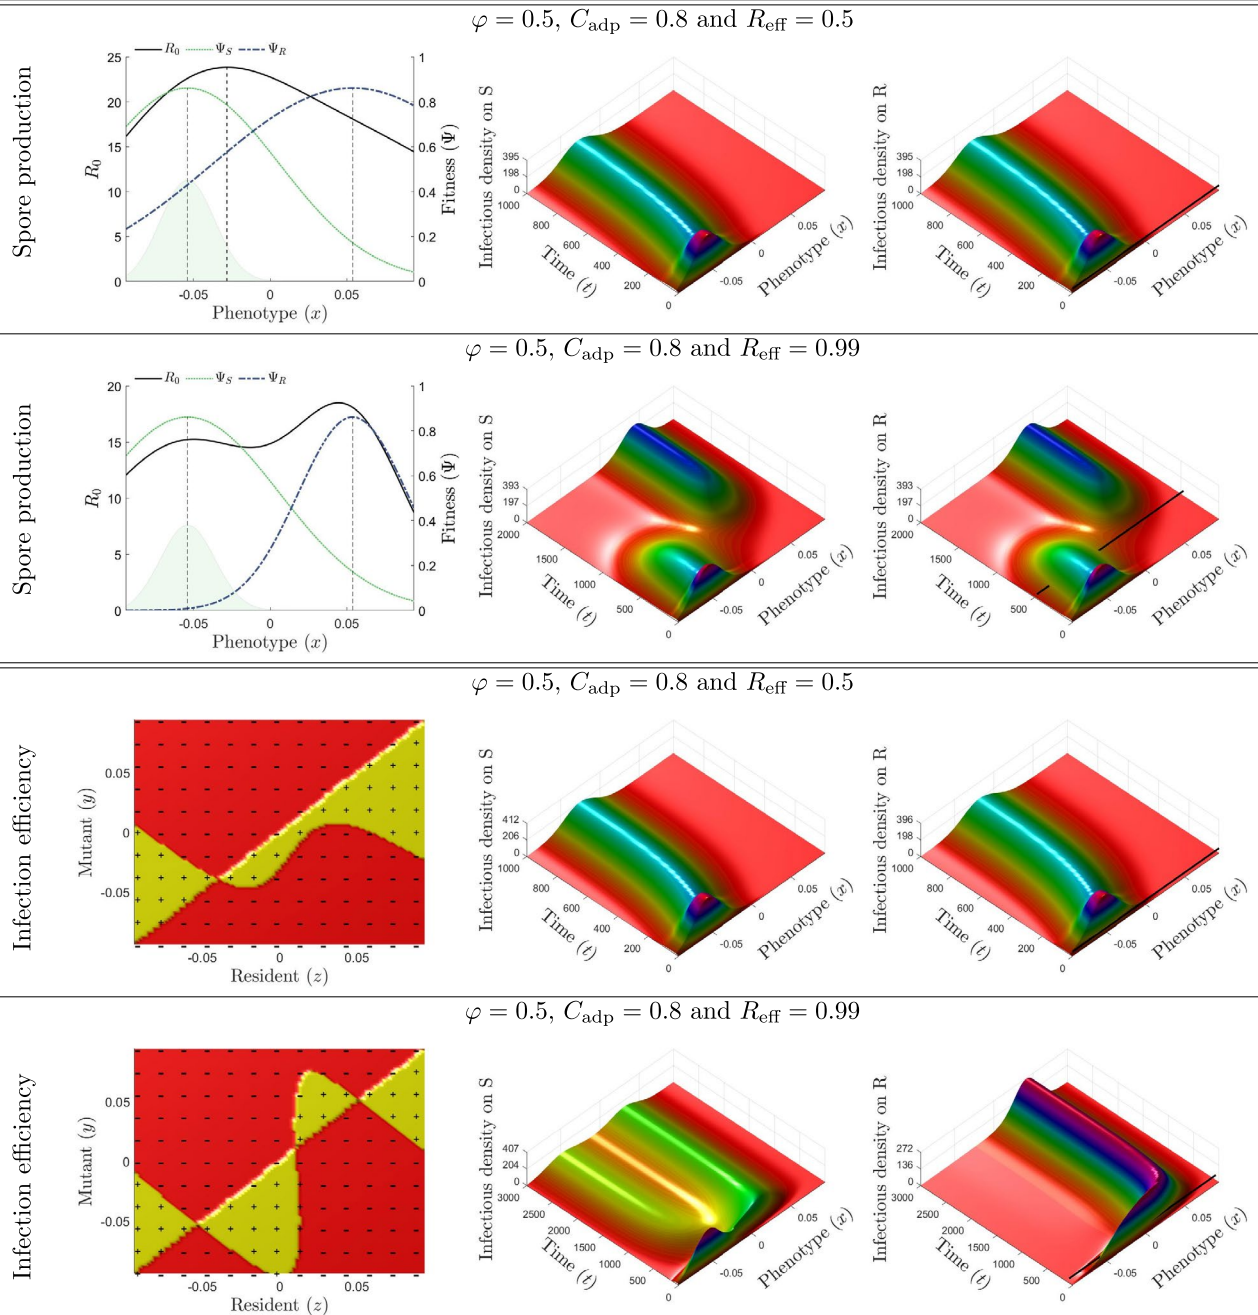 φ = 0.5, C_adp = 0.8 and R_eff = 0.5
Spore production
R₀ Ψ_S Ψ_R
25
20
15
10
5
0
R₀
1
0.8
0.6
0.4
0.2
0
Fitness (Ψ)
-0.05 0 0.05
Phenotype (x)
Infectious density on S
395
198
0
1000
800
600
400
200
0
Time (t)
-0.05
0
0.05
Phenotype (x)
Infectious density on R
395
198
0
1000
800
600
400
200
0
Time (t)
-0.05
0
0.05
Phenotype (x)
φ = 0.5, C_adp = 0.8 and R_eff = 0.99
Spore production
R₀ Ψ_S Ψ_R
20
15
10
5
0
R₀
1
0.8
0.6
0.4
0.2
0
Fitness (Ψ)
-0.05 0 0.05
Phenotype (x)
Infectious density on S
393
197
0
2000
1500
1000
500
0
Time (t)
-0.05
0
0.05
Phenotype (x)
Infectious density on R
393
197
0
2000
1500
1000
500
0
Time (t)
-0.05
0
0.05
Phenotype (x)
φ = 0.5, C_adp = 0.8 and R_eff = 0.5
Infection efficiency
Mutant (y)
0.05
0
-0.05
-0.05 0 0.05
Resident (z)
Infectious density on S
412
206
0
1000
800
600
400
200
0
Time (t)
-0.05
0
0.05
Phenotype (x)
Infectious density on R
396
198
0
1000
800
600
400
200
0
Time (t)
-0.05
0
0.05
Phenotype (x)
φ = 0.5, C_adp = 0.8 and R_eff = 0.99
Infection efficiency
Mutant (y)
0.05
0
-0.05
-0.05 0 0.05
Resident (z)
Infectious density on S
407
204
0
3000
2500
2000
1500
1000
500
0
Time (t)
-0.05
0
0.05
Phenotype (x)
Infectious density on R
272
136
0
3000
2500
2000
1500
1000
500
0
Time (t)
-0.05
0
0.05
Phenotype (x)